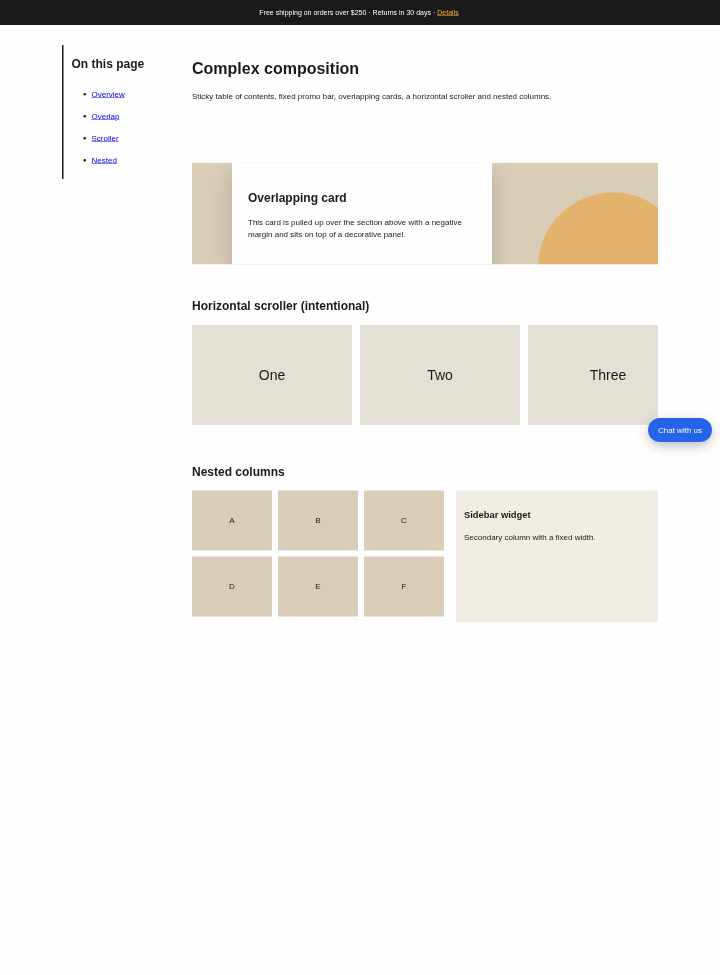 Free shipping on orders over $250 · Returns in 30 days · Details
On this page
Overview
Overlap
Scroller
Nested
Complex composition
Sticky table of contents, fixed promo bar, overlapping cards, a horizontal scroller and nested columns.
Overlapping card
This card is pulled up over the section above with a negative
margin and sits on top of a decorative panel.
Horizontal scroller (intentional)
One
Two
Three
Chat with us
Nested columns
A
B
C
D
E
F
Sidebar widget
Secondary column with a fixed width.